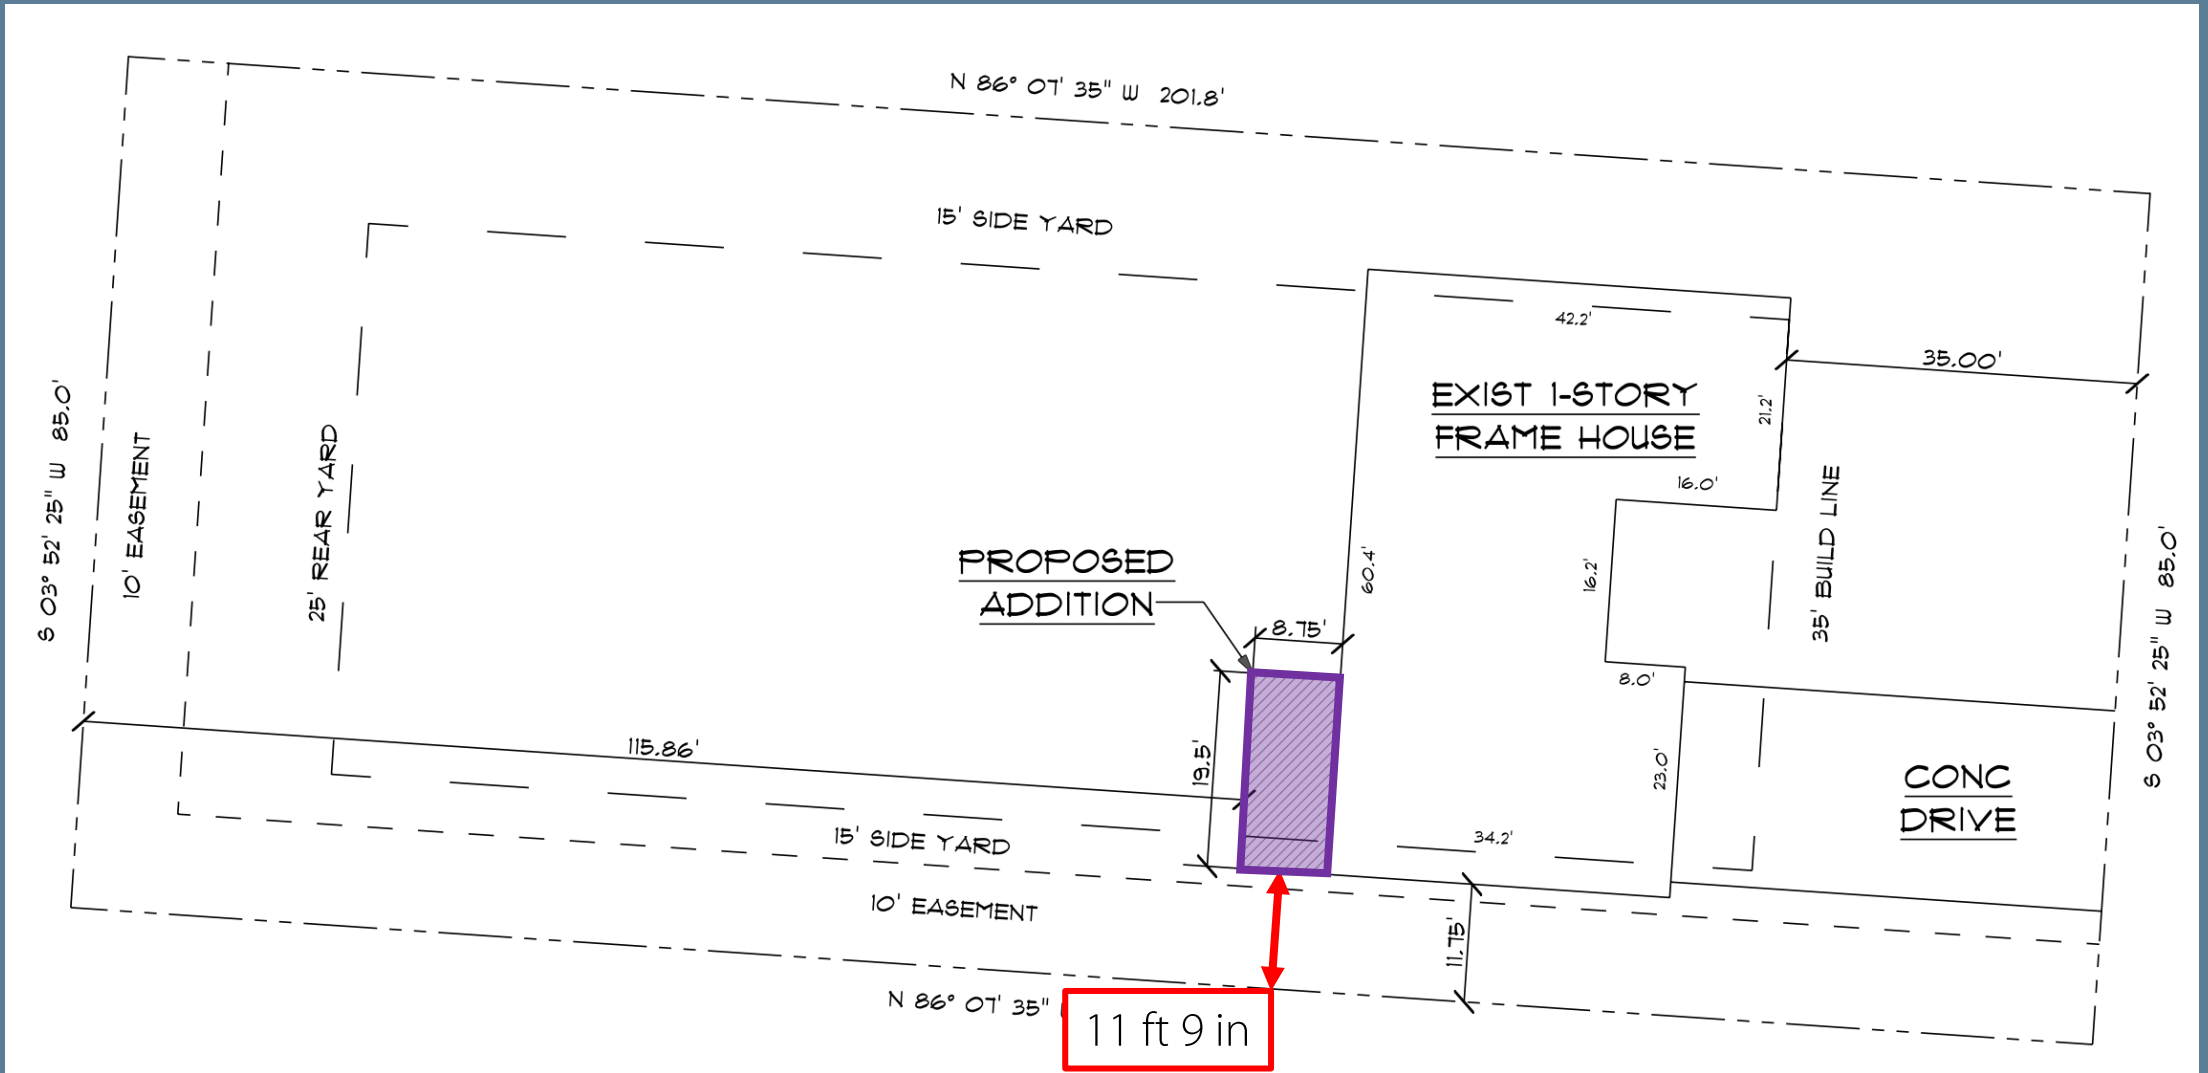 N 86° 07' 35" W 201.8'
15' SIDE YARD
42.2'
35.00'
EXIST 1-STORY
FRAME HOUSE
21.2'
16.0'
S 03° 52' 25" W 85.0'
10' EASEMENT
25' REAR YARD
35' BUILD LINE
PROPOSED
ADDITION
60.4'
16.2'
8.75'
8.0'
S 03° 52' 25" W 85.0'
115.86'
19.5'
23.0'
CONC
DRIVE
15' SIDE YARD
34.2'
10' EASEMENT
11.75'
N 86° 07' 35"
11 ft 9 in